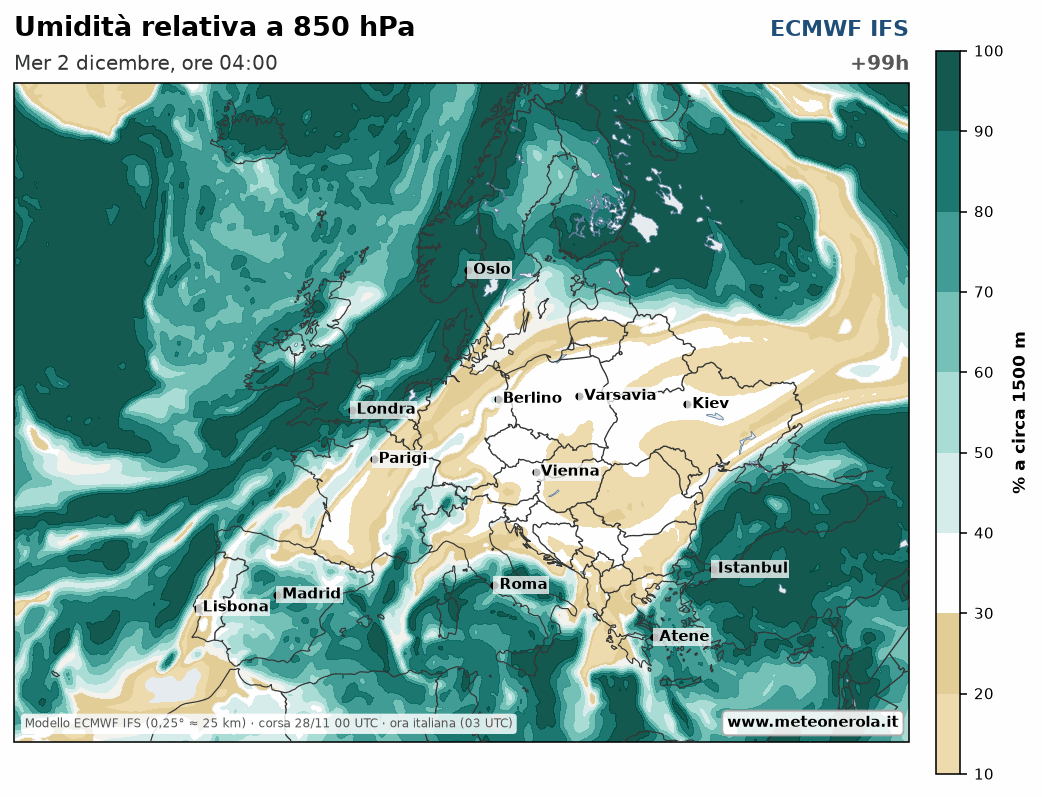 Umidità relativa a 850 hPa
ECMWF IFS
Mer 2 dicembre, ore 04:00
+99h
100
90
80
70
60
50
40
30
20
10
% a circa 1500 m
Oslo
Londra
Berlino
Varsavia
Kiev
Parigi
Vienna
Roma
Istanbul
Madrid
Lisbona
Atene
Modello ECMWF IFS (0,25° ≈ 25 km) · corsa 28/11 00 UTC · ora italiana (03 UTC)
www.meteonerola.it